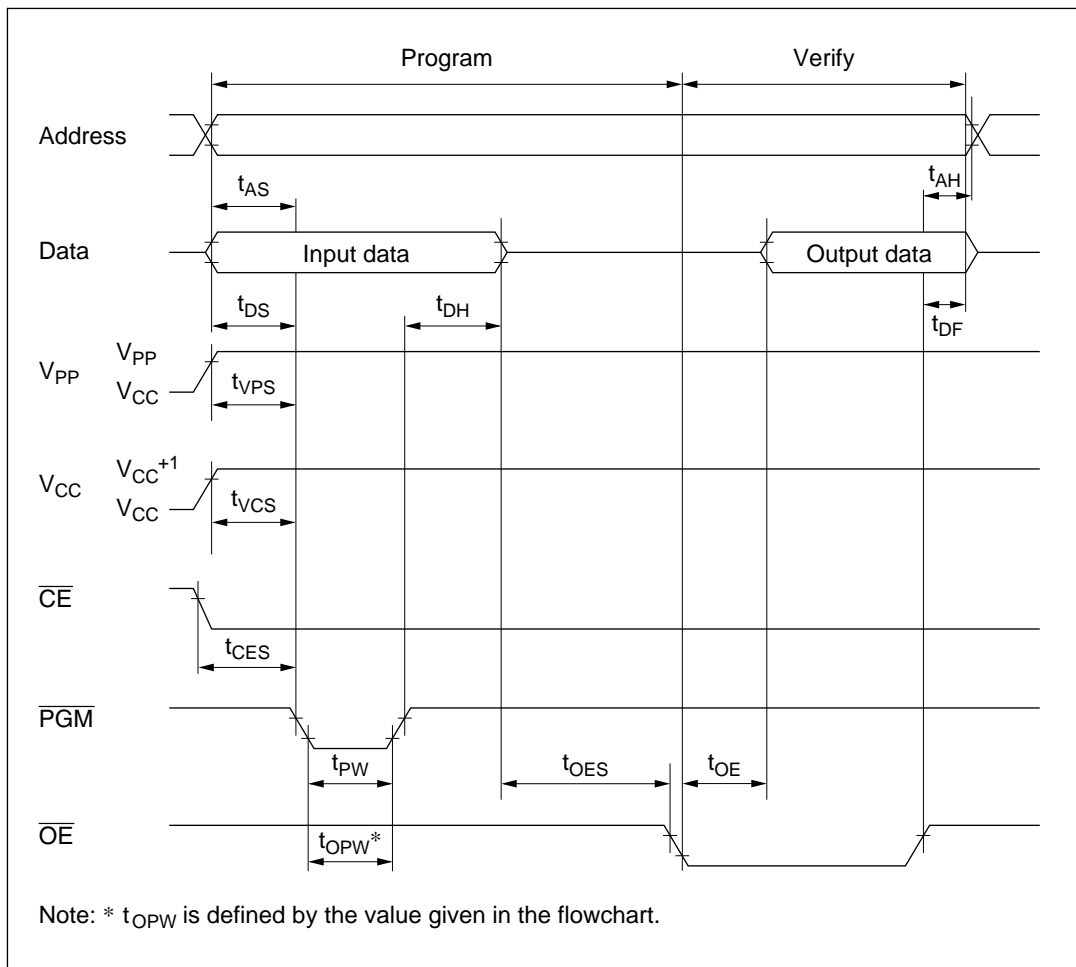 Program Verify
Address
tAS tAH
Data Input data Output data
tDS tDH tDF
VPP VPP
VCC tVPS
VCC VCC+1
VCC tVCS
CE
tCES
PGM
tPW tOES tOE
OE
tOPW*
Note: * tOPW is defined by the value given in the flowchart.